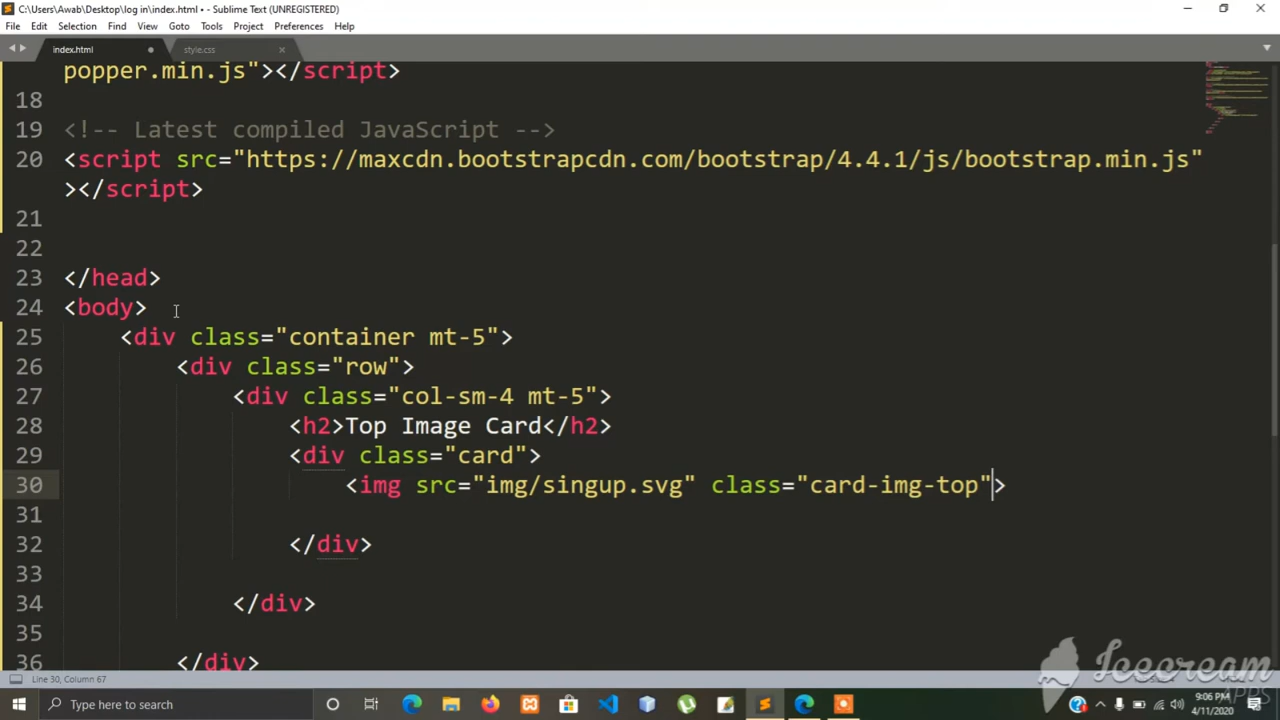 C:\Users\Awab\Desktop\log in\index.html • - Sublime Text (UNREGISTERED)
File Edit Selection Find View Goto Tools Project Preferences Help
index.html style.css
popper.min.js"></script>
18
19 <!-- Latest compiled JavaScript -->
20 <script src="https://maxcdn.bootstrapcdn.com/bootstrap/4.4.1/js/bootstrap.min.js"
></script>
21
22
23 </head>
24 <body>
25 <div class="container mt-5">
26 <div class="row">
27 <div class="col-sm-4 mt-5">
28 <h2>Top Image Card</h2>
29 <div class="card">
30 <img src="img/singup.svg" class="card-img-top">
31
32 </div>
33
34 </div>
35
36 </div>
Line 30, Column 67
Icecream
APPS
Type here to search
9:06 PM
4/11/2020